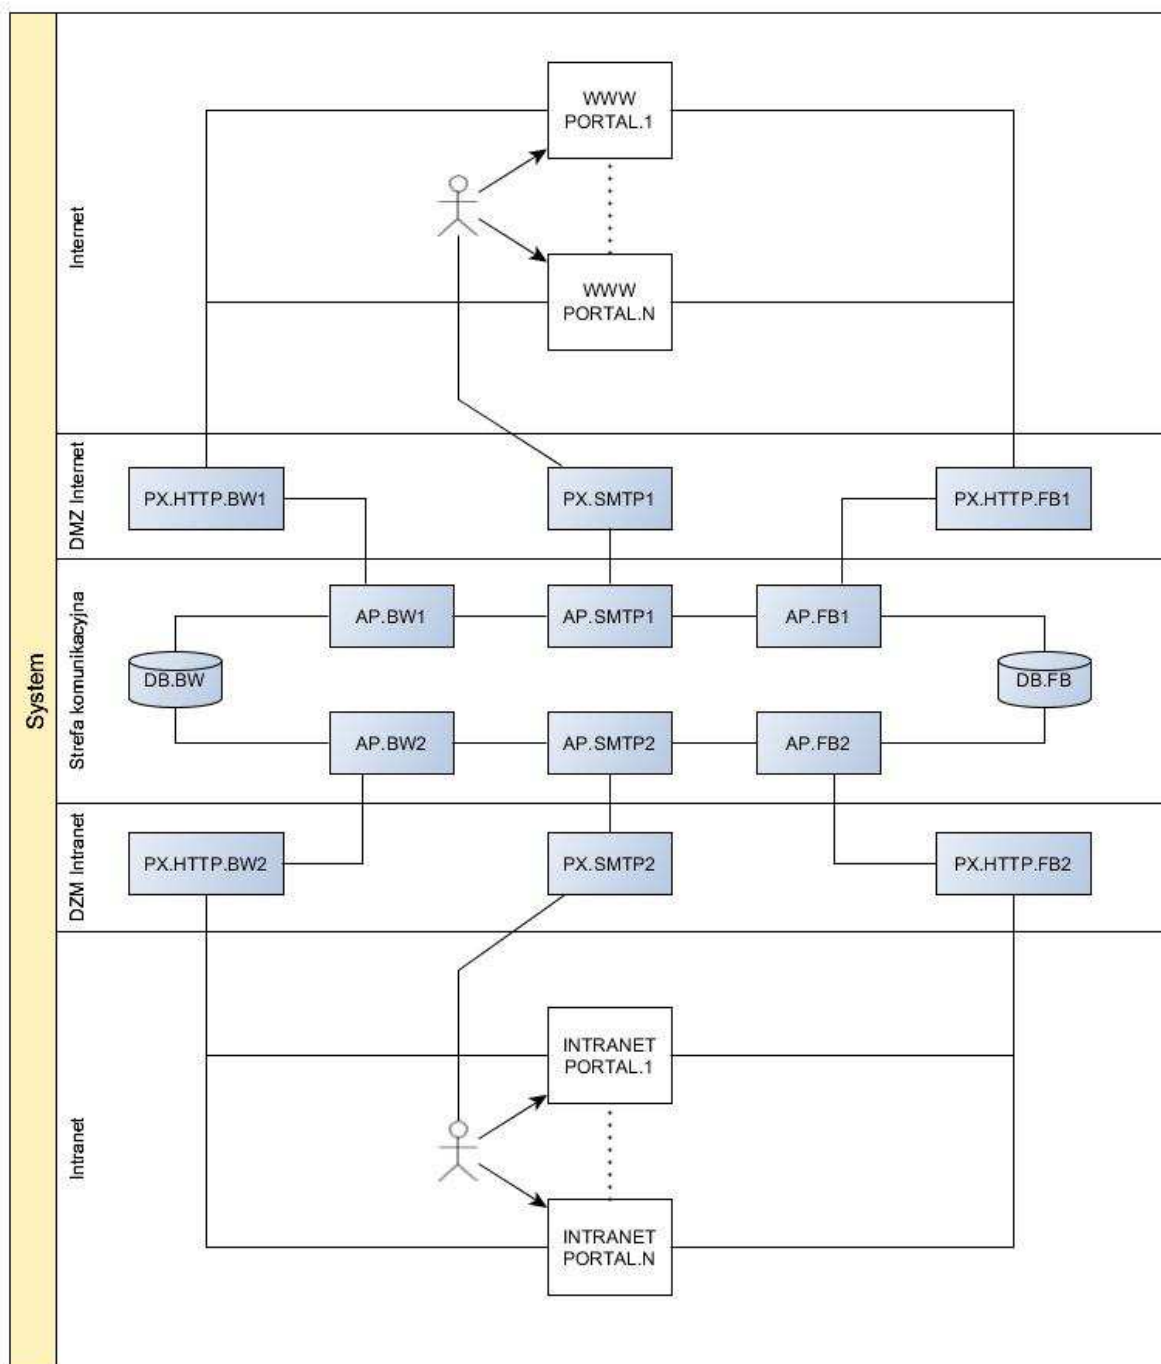 System
Internet
WWW
PORTAL.1
WWW
PORTAL.N
DMZ Internet
PX.HTTP.BW1
PX.SMTP1
PX.HTTP.FB1
Strefa komunikacyjna
AP.BW1
AP.SMTP1
AP.FB1
DB.BW
DB.FB
AP.BW2
AP.SMTP2
AP.FB2
DZM Intranet
PX.HTTP.BW2
PX.SMTP2
PX.HTTP.FB2
Intranet
INTRANET
PORTAL.1
INTRANET
PORTAL.N